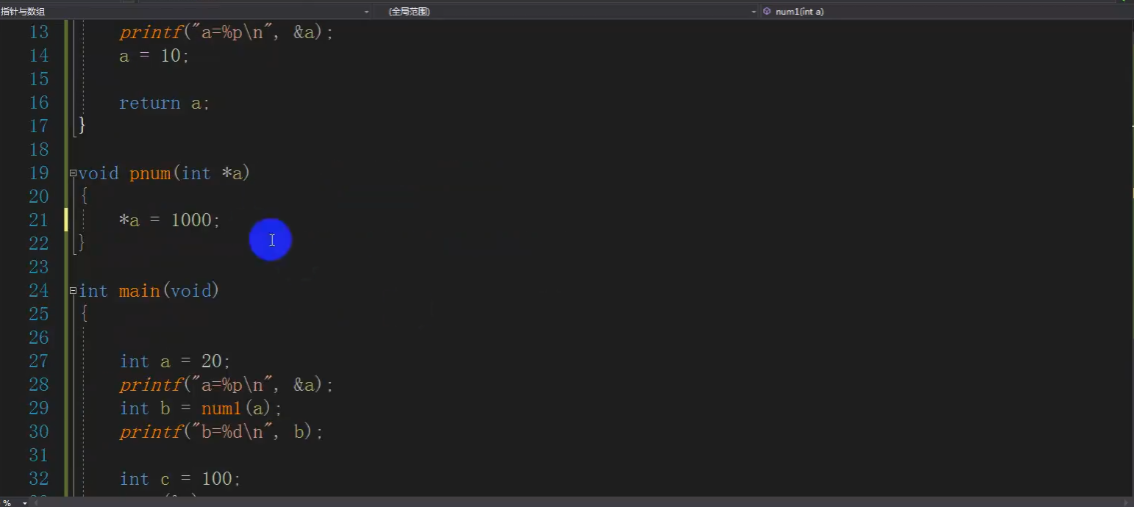 指针与数组 (全局范围) num1(int a)
13 printf("a=%p\n", &a);
14 a = 10;
15
16 return a;
17 }
18
19 void pnum(int *a)
20 {
21 *a = 1000;
22 }
23
24 int main(void)
25 {
26
27 int a = 20;
28 printf("a=%p\n", &a);
29 int b = num1(a);
30 printf("b=%d\n", b);
31
32 int c = 100;
%